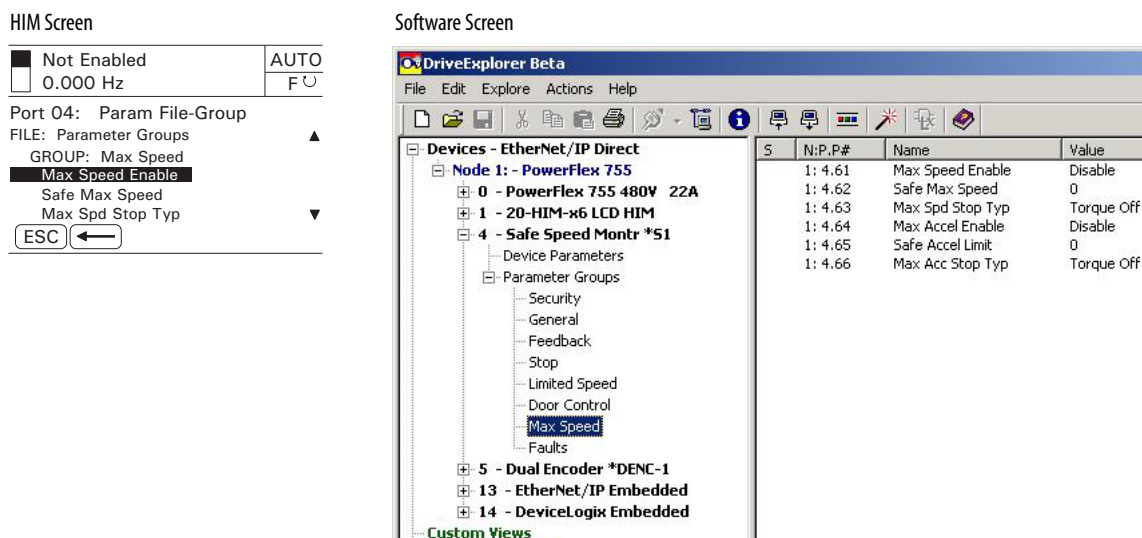 HIM Screen
Not Enabled AUTO
0.000 Hz F
Port 04: Param File-Group
FILE: Parameter Groups
GROUP: Max Speed
Max Speed Enable
Safe Max Speed
Max Spd Stop Typ
ESC
Software Screen
DriveExplorer Beta
File Edit Explore Actions Help
Devices - EtherNet/IP Direct
Node 1: - PowerFlex 755
0 - PowerFlex 755 480V 22A
1 - 20-HIM-x6 LCD HIM
4 - Safe Speed Montr *S1
Device Parameters
Parameter Groups
Security
General
Feedback
Stop
Limited Speed
Door Control
Max Speed
Faults
5 - Dual Encoder *DENC-1
13 - EtherNet/IP Embedded
14 - DeviceLogix Embedded
Custom Views
S N:P.P# Name Value
1: 4.61 Max Speed Enable Disable
1: 4.62 Safe Max Speed 0
1: 4.63 Max Spd Stop Typ Torque Off
1: 4.64 Max Accel Enable Disable
1: 4.65 Safe Accel Limit 0
1: 4.66 Max Acc Stop Typ Torque Off